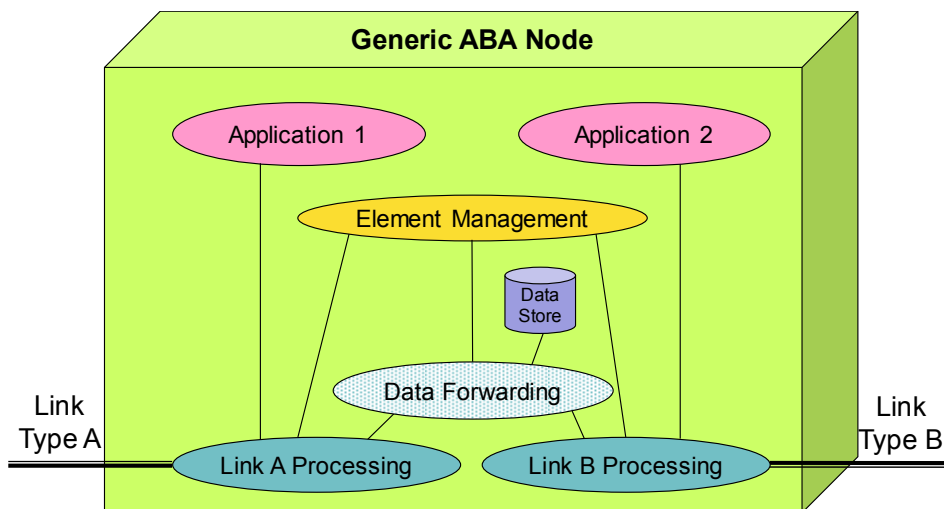 Generic ABA Node
Application 1
Application 2
Element Management
Data
Store
Data Forwarding
Link
Type A
Link
Type B
Link A Processing
Link B Processing